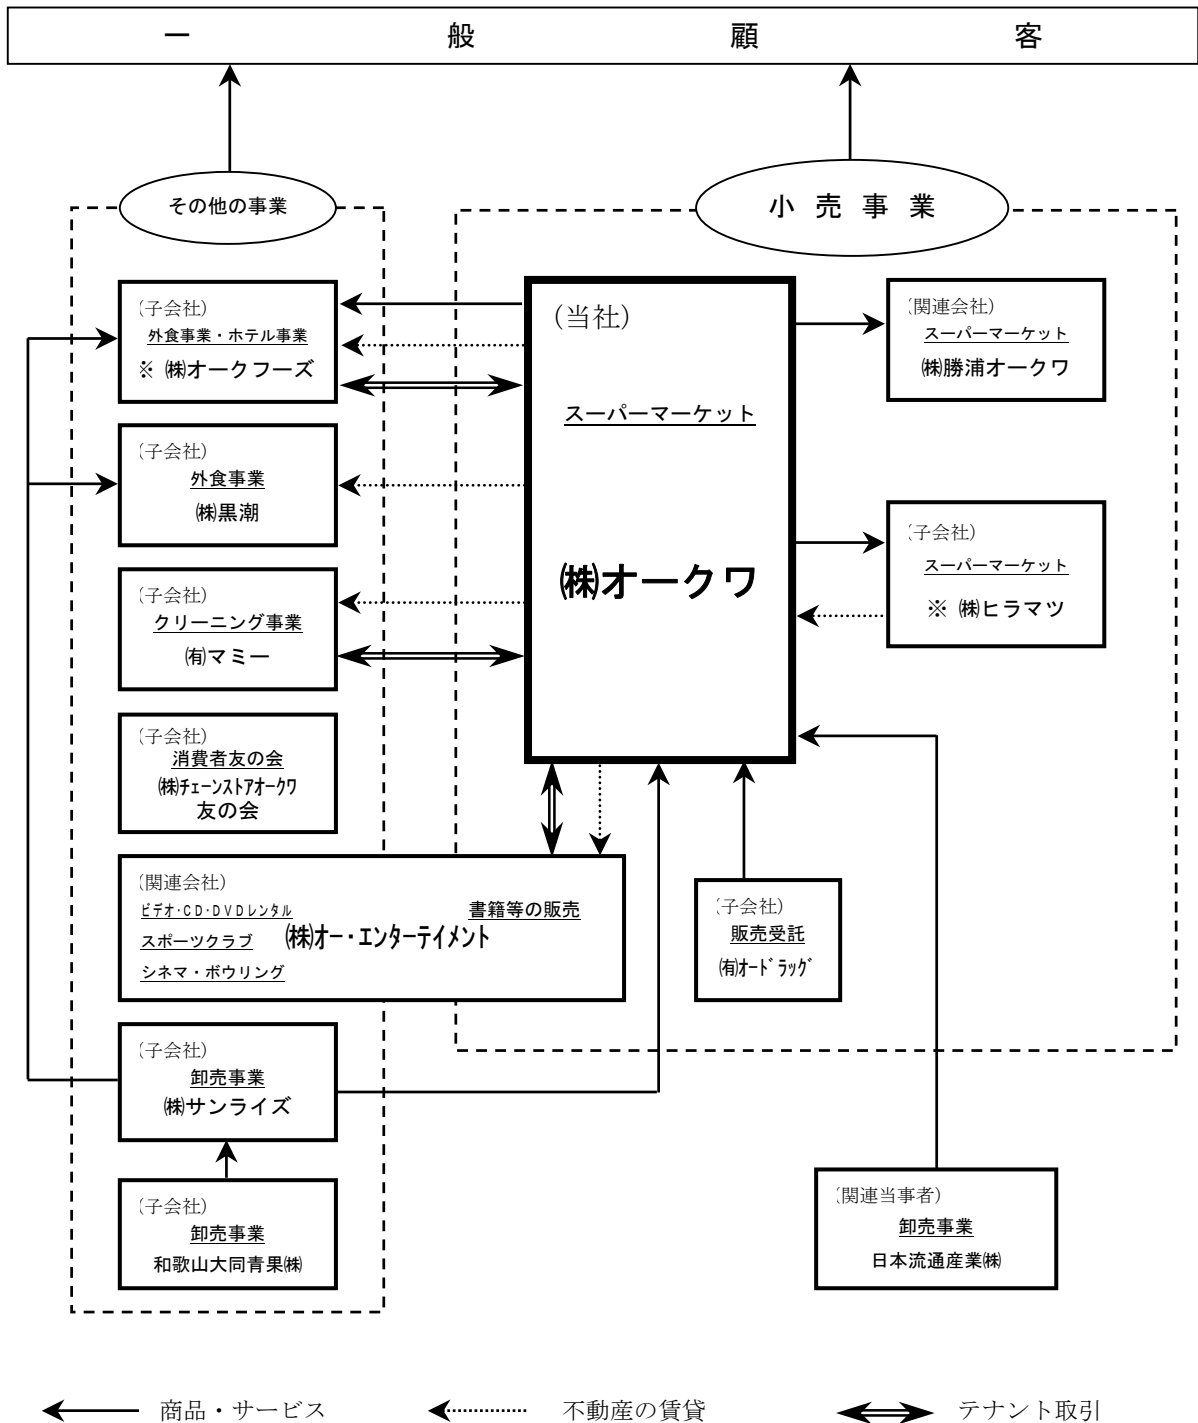 一般顧客
その他の事業
小売事業
(子会社)
外食事業・ホテル事業
※ ㈱オークフーズ
(子会社)
外食事業
㈱黒潮
(子会社)
クリーニング事業
㈲マミー
(子会社)
消費者友の会
㈱チェーンストアオークワ
友の会
(当社)
スーパーマーケット
㈱オークワ
(関連会社)
スーパーマーケット
㈱勝浦オークワ
(子会社)
スーパーマーケット
※ ㈱ヒラマツ
(関連会社)
ビデオ・CD・DVDレンタル 書籍等の販売
スポーツクラブ ㈱オー・エンターテイメント
シネマ・ボウリング
(子会社)
販売受託
㈲オードラッグ
(子会社)
卸売事業
㈱サンライズ
(子会社)
卸売事業
和歌山大同青果㈱
(関連当事者)
卸売事業
日本流通産業㈱
商品・サービス 不動産の賃貸 テナント取引